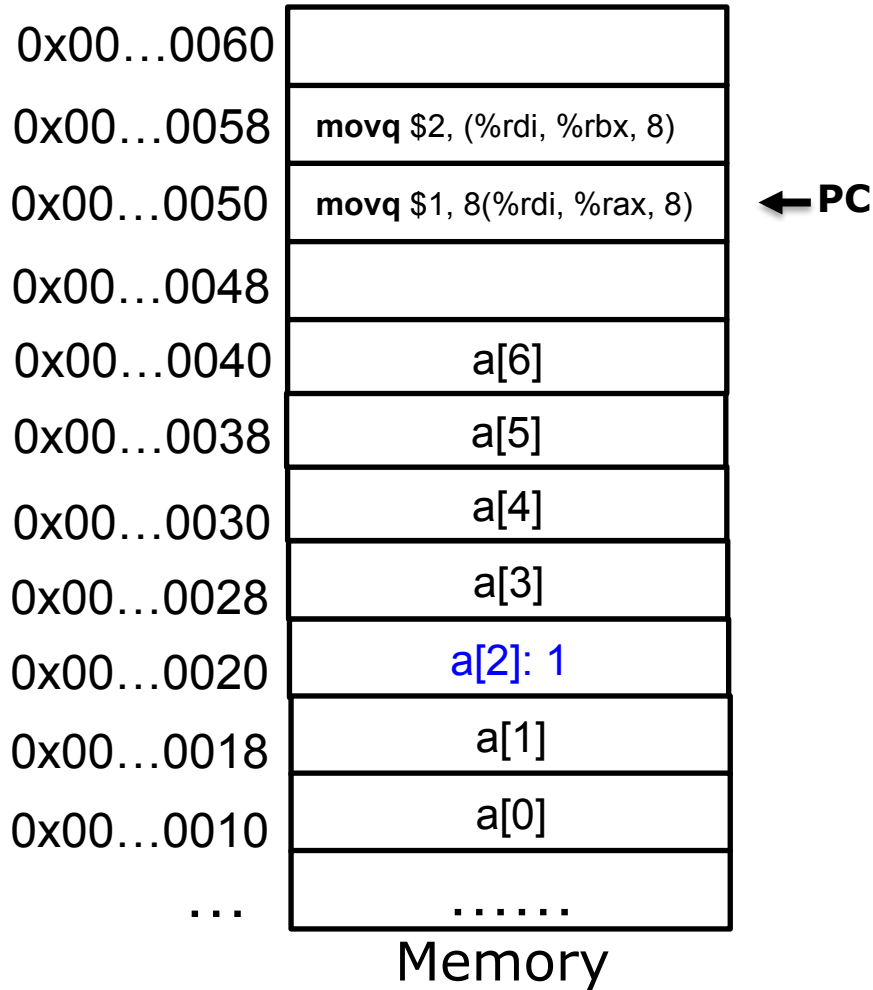 0x00…0060
0x00…0058 movq $2, (%rdi, %rbx, 8)
0x00…0050 movq $1, 8(%rdi, %rax, 8) PC
0x00…0048
0x00…0040 a[6]
0x00…0038 a[5]
0x00…0030 a[4]
0x00…0028 a[3]
0x00…0020 a[2]: 1
0x00…0018 a[1]
0x00…0010 a[0]
… ……
Memory